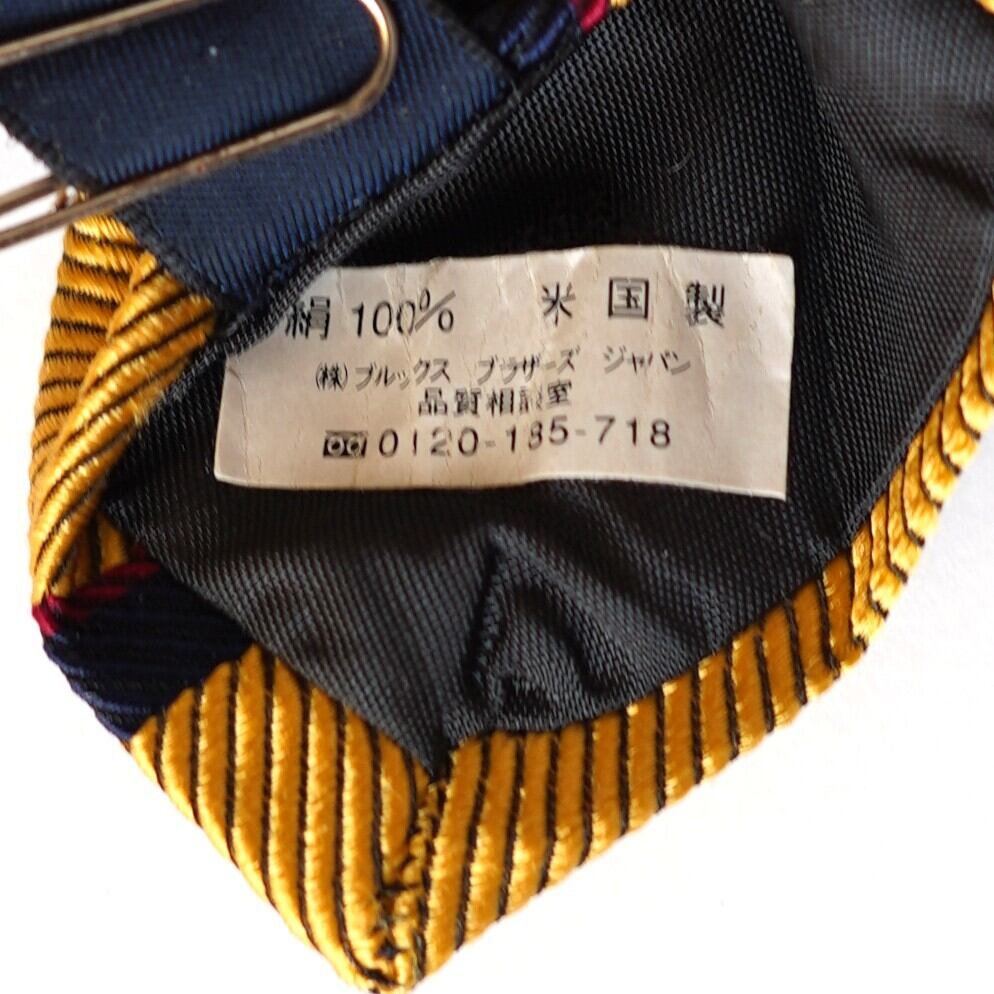 絹 100% 米国製
(株)ブルックス ブラザーズ ジャパン
品質相談室
0120-185-718